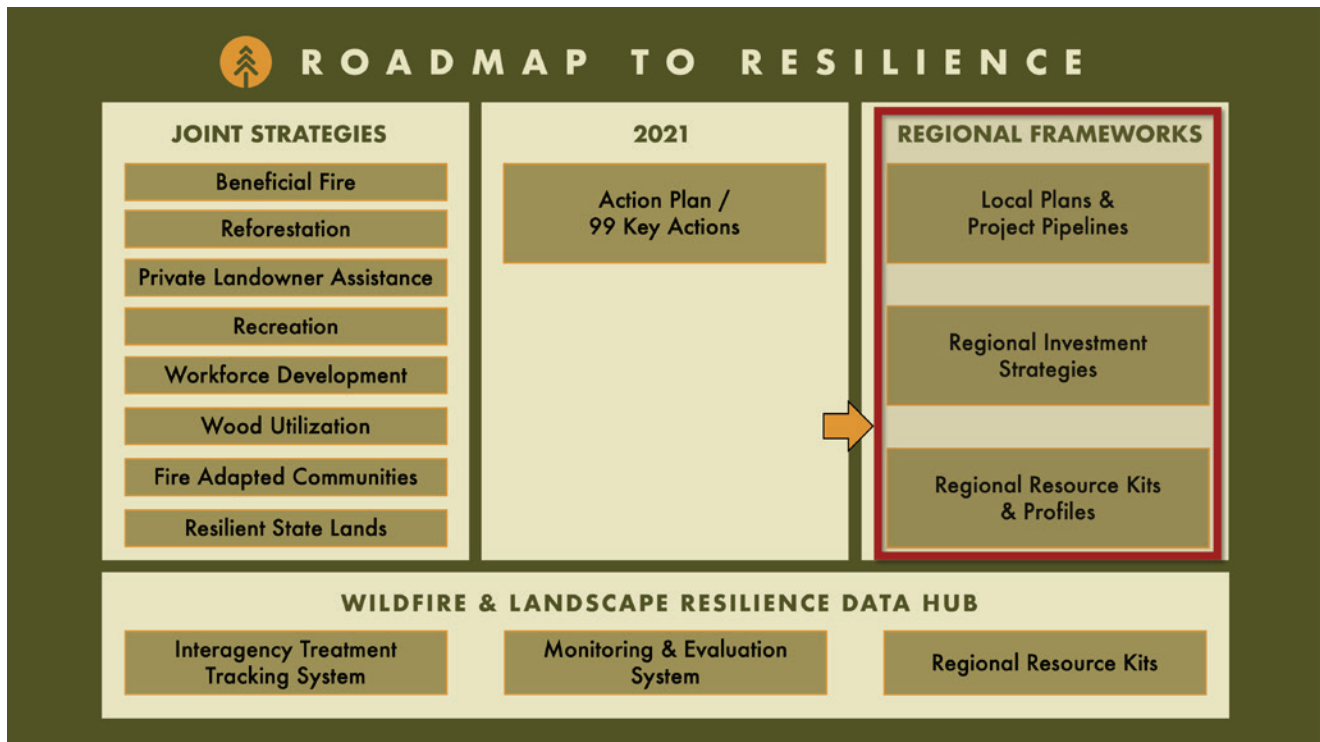 ROADMAP TO RESILIENCE
JOINT STRATEGIES
Beneficial Fire
Reforestation
Private Landowner Assistance
Recreation
Workforce Development
Wood Utilization
Fire Adapted Communities
Resilient State Lands
2021
Action Plan /
99 Key Actions
REGIONAL FRAMEWORKS
Local Plans &
Project Pipelines
Regional Investment
Strategies
Regional Resource Kits
& Profiles
WILDFIRE & LANDSCAPE RESILIENCE DATA HUB
Interagency Treatment
Tracking System
Monitoring & Evaluation
System
Regional Resource Kits